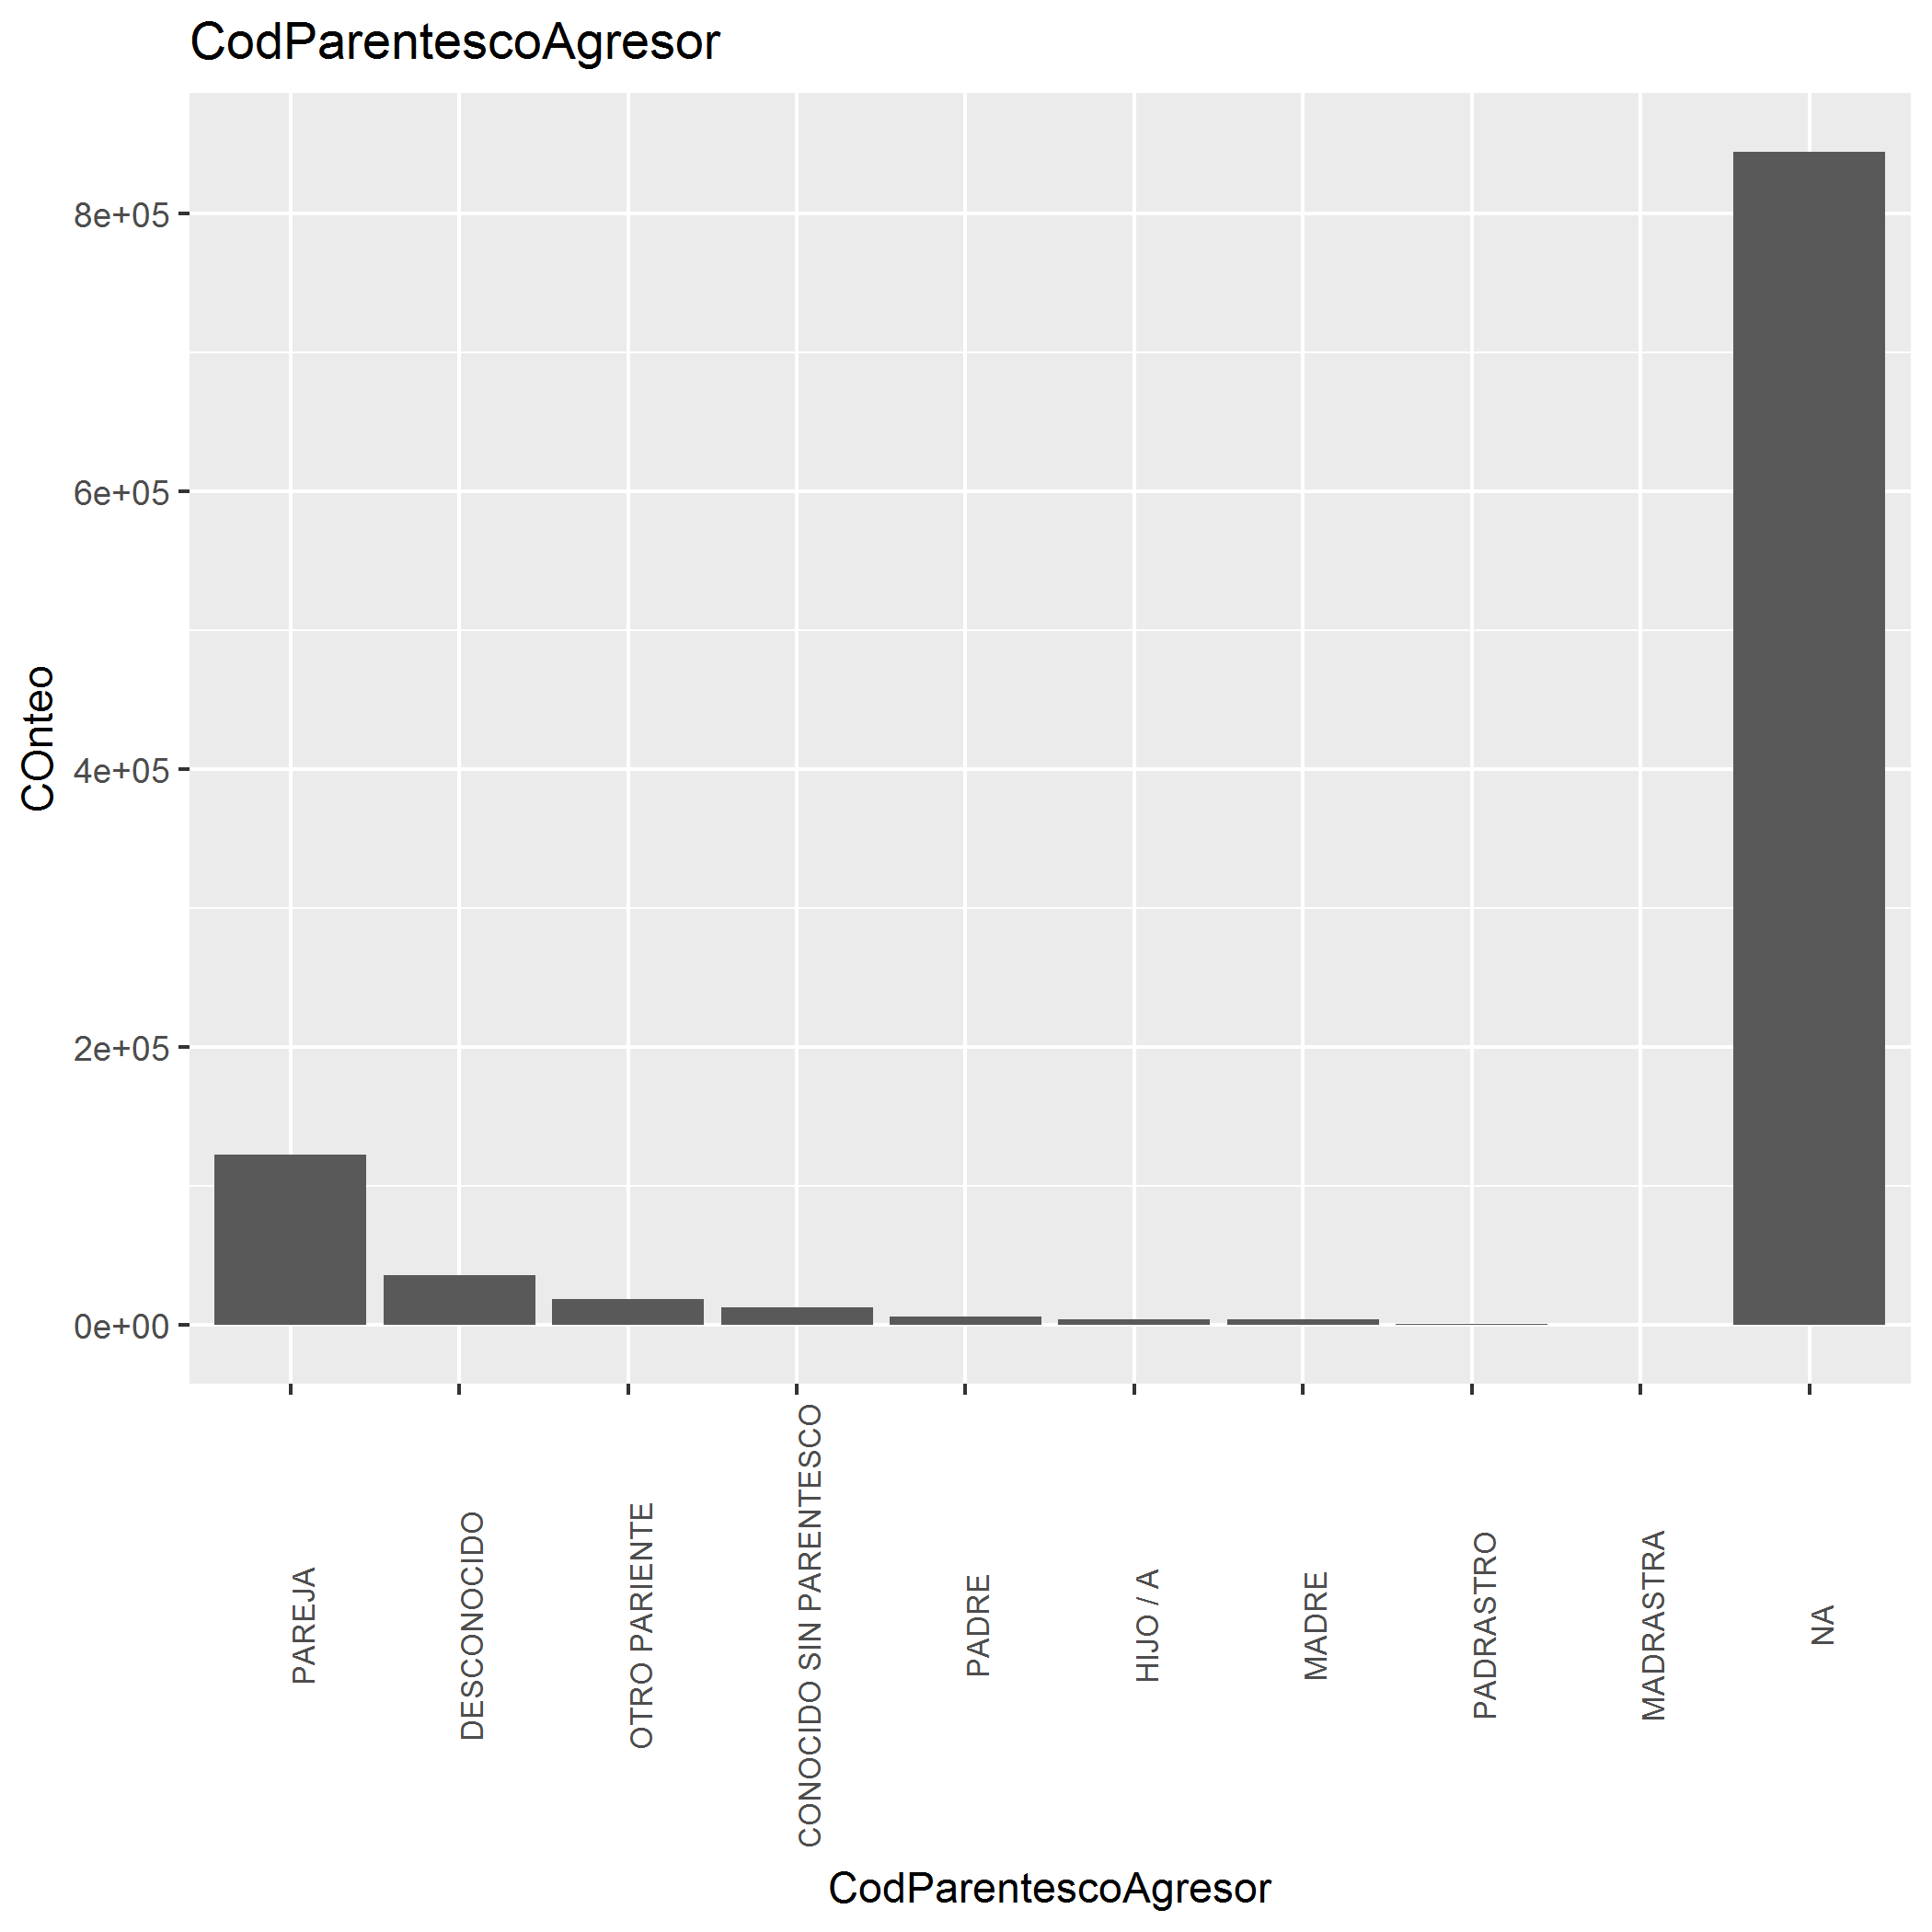 CodParentescoAgresor
COnteo
8e+05
6e+05
4e+05
2e+05
0e+00
PAREJA
DESCONOCIDO
OTRO PARIENTE
CONOCIDO SIN PARENTESCO
PADRE
HIJO / A
MADRE
PADRASTRO
MADRASTRA
NA
CodParentescoAgresor